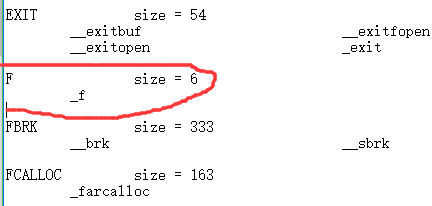 EXIT size = 54
__exitbuf __exitfopen
__exitopen _exit
F size = 6
_f
FBRK size = 333
__brk __sbrk
FCALLOC size = 163
_farcalloc